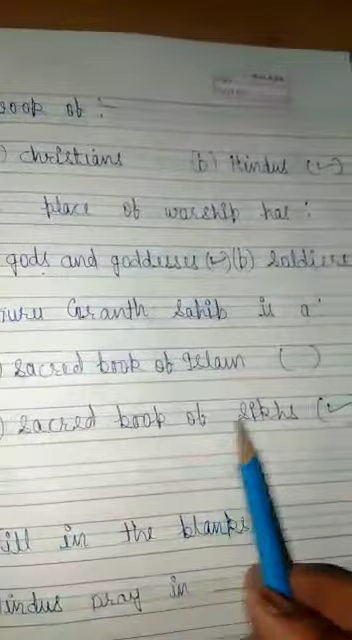 book of :-
) christians (b) Hindus (✓)
place of worship has :
gods and goddesses (✓) (b) soldiers
Guru Granth Sahib is a :
) sacred book of Islam ( )
) sacred book of Sikhs (✓
ill in the blanks
Hindus pray in